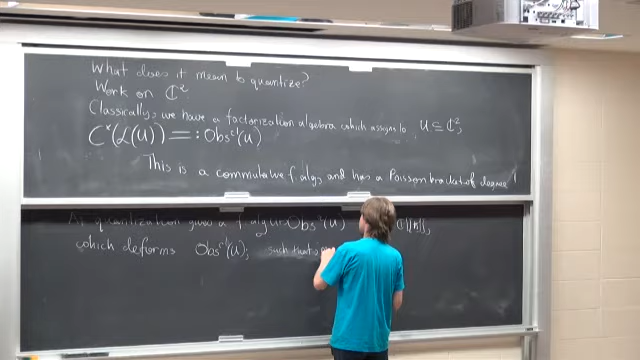 What does it mean to quantize?
Work on ℂ².
Classically, we have a factorization algebra which assigns to U ⊆ ℂ²,
C*(L(U)) =: Obs^cl(U)
This is a commutative f. alg, and has a Poisson bracket of degree 1
A quantization gives a f. alg Obs^q(U) ℂ[[ħ]],
which deforms Obs^cl(U), such that